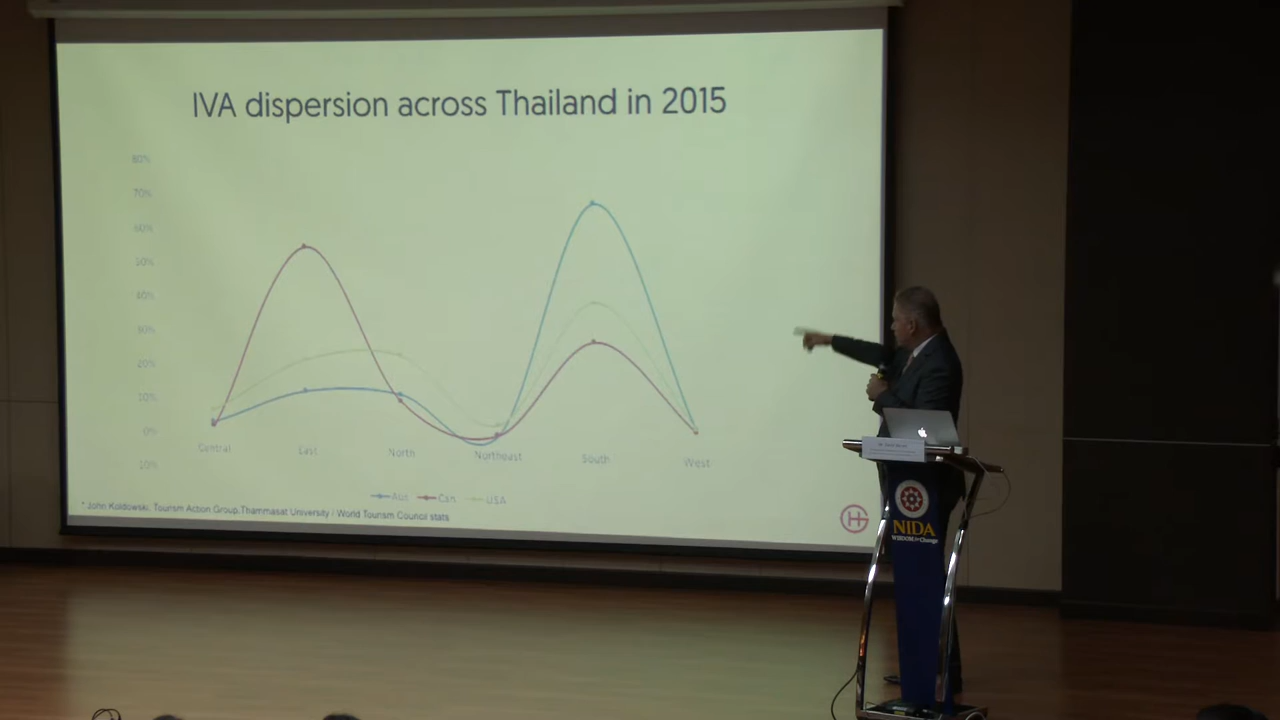 IVA dispersion across Thailand in 2015
80%
70%
60%
50%
40%
30%
20%
10%
0%
10%
Central East North Northeast South West
Aus Can USA
* John Koldowski, Tourism Action Group,Thammasat University / World Tourism Council stats
NIDA
WISDOM for Change